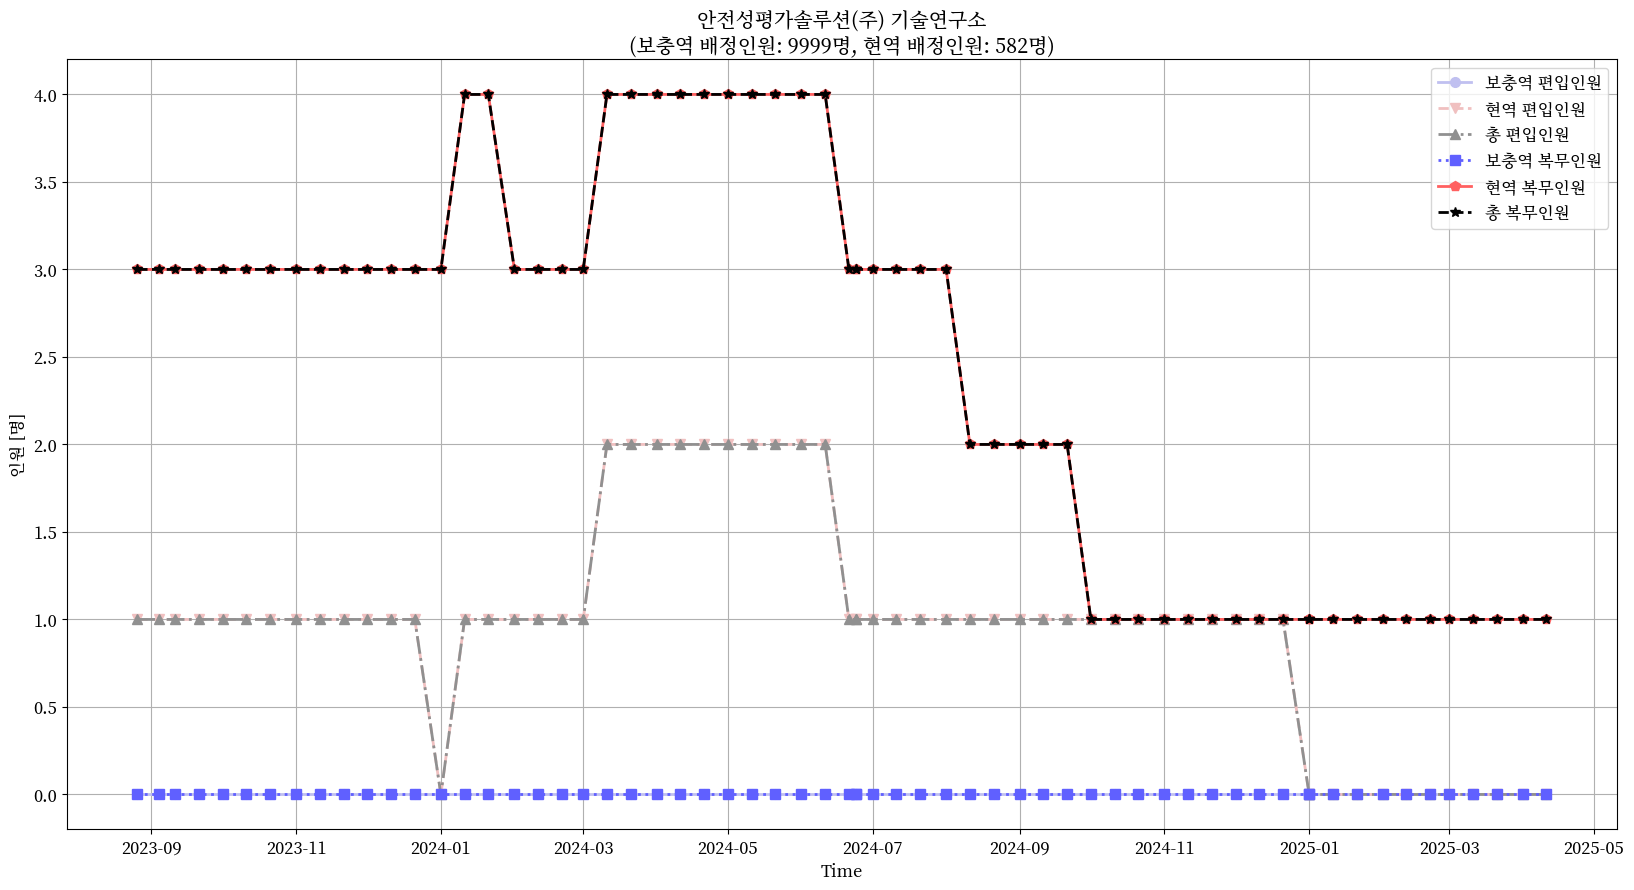 안전성평가솔루션(주) 기술연구소
(보충역 배정인원: 9999명, 현역 배정인원: 582명)
보충역 편입인원
현역 편입인원
총 편입인원
보충역 복무인원
현역 복무인원
총 복무인원
4.0
3.5
3.0
2.5
2.0
1.5
1.0
0.5
0.0
인원 [명]
2023-09
2023-11
2024-01
2024-03
2024-05
2024-07
2024-09
2024-11
2025-01
2025-03
2025-05
Time